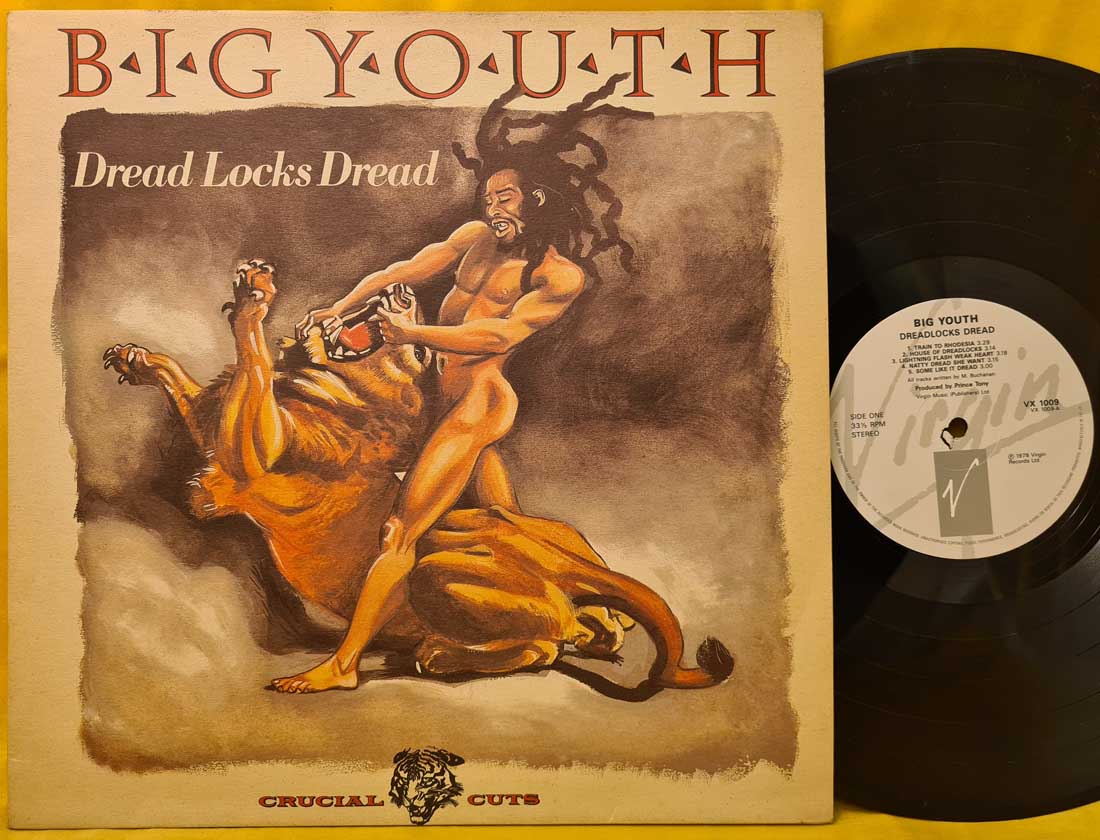 B·I·G Y·O·U·T·H
Dread Locks Dread
CRUCIAL CUTS
BIG YOUTH
DREADLOCKS DREAD
1. TRAIN TO RHODESIA 3.29
2. HOUSE OF DREADLOCKS 3.14
3. LIGHTNING FLASH WEAK HEART 3.18
4. NATTY DREAD SHE WANT 3.15
5. SOME LIKE IT DREAD 3.00
All tracks written by M. Buchanan
Produced by Prince Tony
Virgin Music (Publishers) Ltd
VX 1009
VX 1009-A
SIDE ONE
33⅓ RPM
STEREO
℗ 1979 Virgin
Records Ltd
Virgin
V